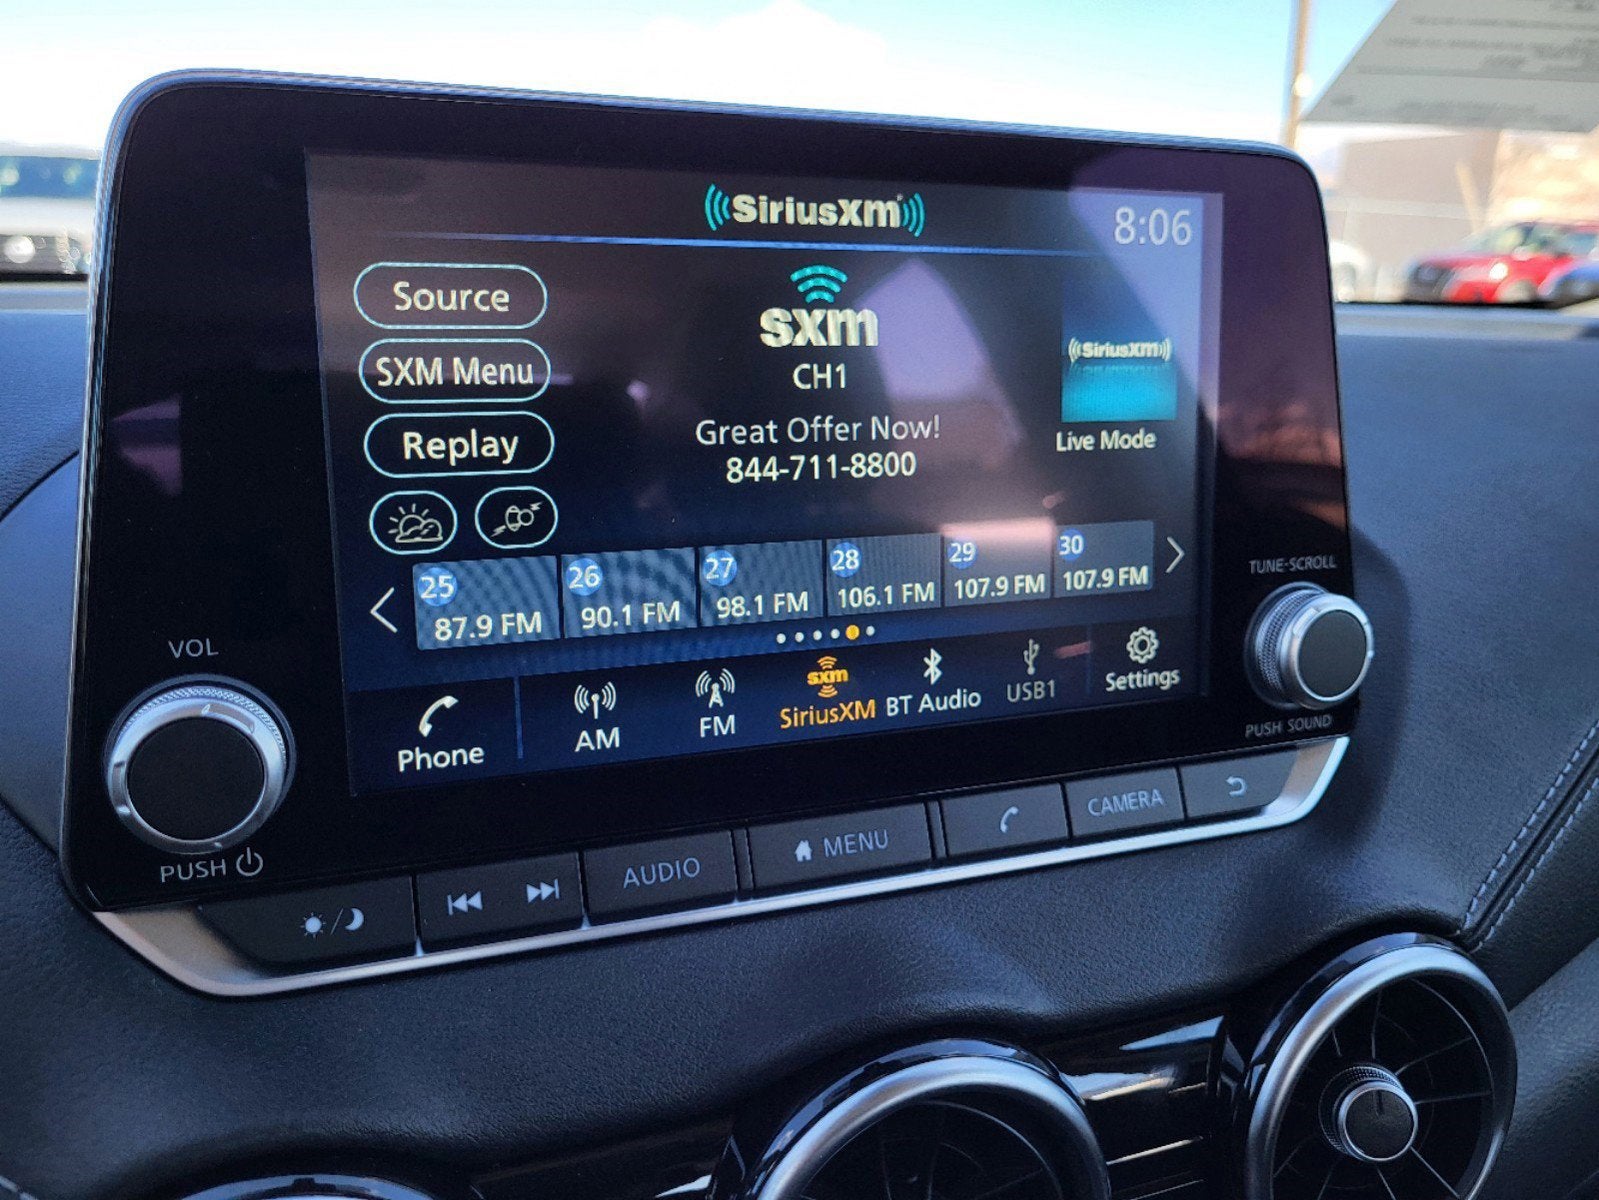 SiriusXM
8:06
Source
SXM Menu
Replay
sxm
CH1
Great Offer Now!
844-711-8800
SiriusXM
Live Mode
25
87.9 FM
26
90.1 FM
27
98.1 FM
28
106.1 FM
29
107.9 FM
30
107.9 FM
Phone
AM
FM
sxm
SiriusXM
BT Audio
USB1
Settings
VOL
PUSH
TUNE-SCROLL
PUSH SOUND
AUDIO
MENU
CAMERA